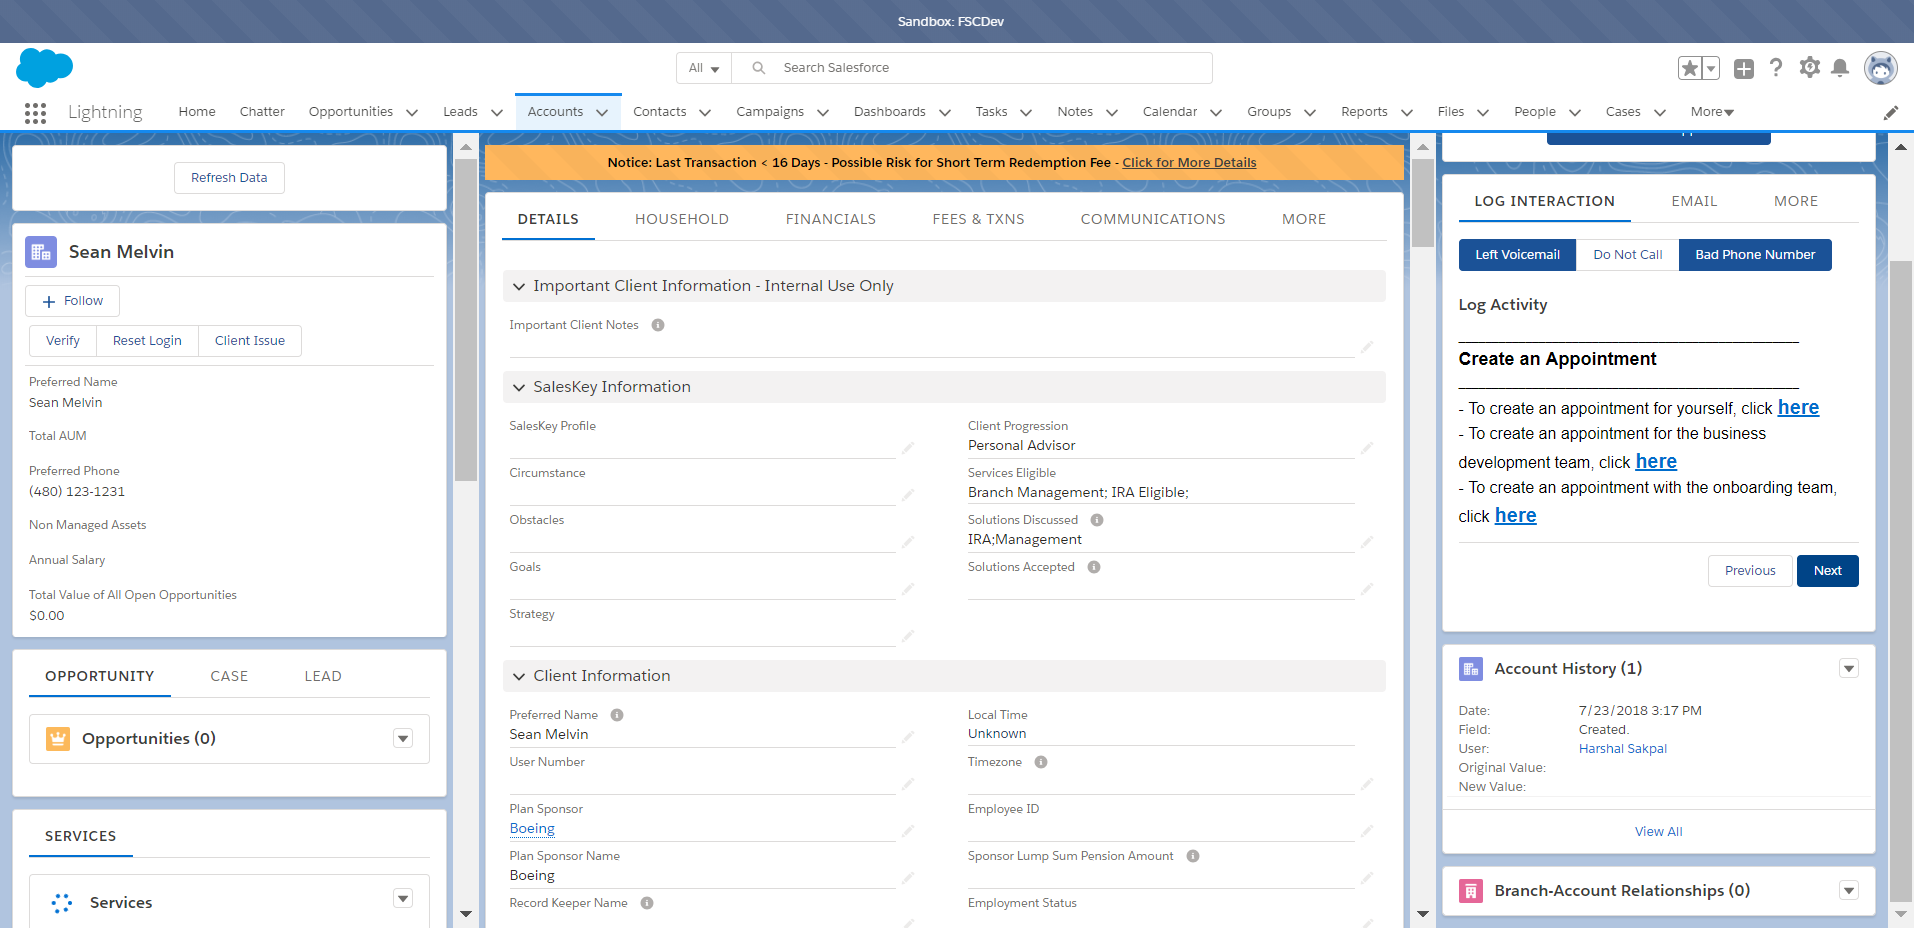 Sandbox: FSCDev
All
Search Salesforce
Lightning
Home
Chatter
Opportunities
Leads
Accounts
Contacts
Campaigns
Dashboards
Tasks
Notes
Calendar
Groups
Reports
Files
People
Cases
More
Refresh Data
Sean Melvin
Follow
Verify
Reset Login
Client Issue
Preferred Name
Sean Melvin
Total AUM
Preferred Phone
(480) 123-1231
Non Managed Assets
Annual Salary
Total Value of All Open Opportunities
$0.00
OPPORTUNITY
CASE
LEAD
Opportunities (0)
SERVICES
Services
Notice: Last Transaction < 16 Days - Possible Risk for Short Term Redemption Fee - Click for More Details
DETAILS
HOUSEHOLD
FINANCIALS
FEES & TXNS
COMMUNICATIONS
MORE
Important Client Information - Internal Use Only
Important Client Notes
SalesKey Information
SalesKey Profile
Circumstance
Obstacles
Goals
Strategy
Client Progression
Personal Advisor
Services Eligible
Branch Management; IRA Eligible;
Solutions Discussed
IRA;Management
Solutions Accepted
Client Information
Preferred Name
Sean Melvin
User Number
Plan Sponsor
Boeing
Plan Sponsor Name
Boeing
Record Keeper Name
Local Time
Unknown
Timezone
Employee ID
Sponsor Lump Sum Pension Amount
Employment Status
LOG INTERACTION
EMAIL
MORE
Left Voicemail
Do Not Call
Bad Phone Number
Log Activity
Create an Appointment
- To create an appointment for yourself, click here
- To create an appointment for the business
development team, click here
- To create an appointment with the onboarding team,
click here
Previous
Next
Account History (1)
Date: 7/23/2018 3:17 PM
Field: Created.
User: Harshal Sakpal
Original Value:
New Value:
View All
Branch-Account Relationships (0)